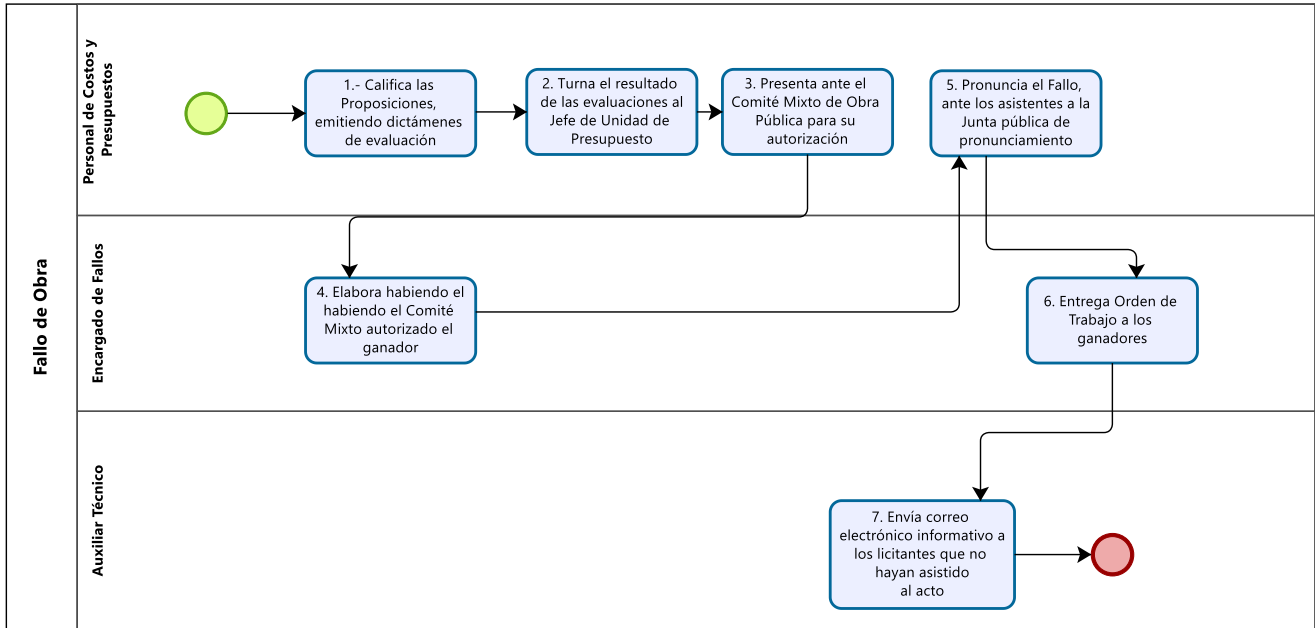 Fallo de Obra
Personal de Costos y
Presupuestos
1.- Califica las
Proposiciones,
emitiendo dictámenes
de evaluación
2. Turna el resultado
de las evaluaciones al
Jefe de Unidad de
Presupuesto
3. Presenta ante el
Comité Mixto de Obra
Pública para su
autorización
5. Pronuncia el Fallo,
ante los asistentes a la
Junta pública de
pronunciamiento
Encargado de Fallos
4. Elabora habiendo el
habiendo el Comité
Mixto autorizado el
ganador
6. Entrega Orden de
Trabajo a los
ganadores
Auxiliar Técnico
7. Envía correo
electrónico informativo a
los licitantes que no
hayan asistido
al acto